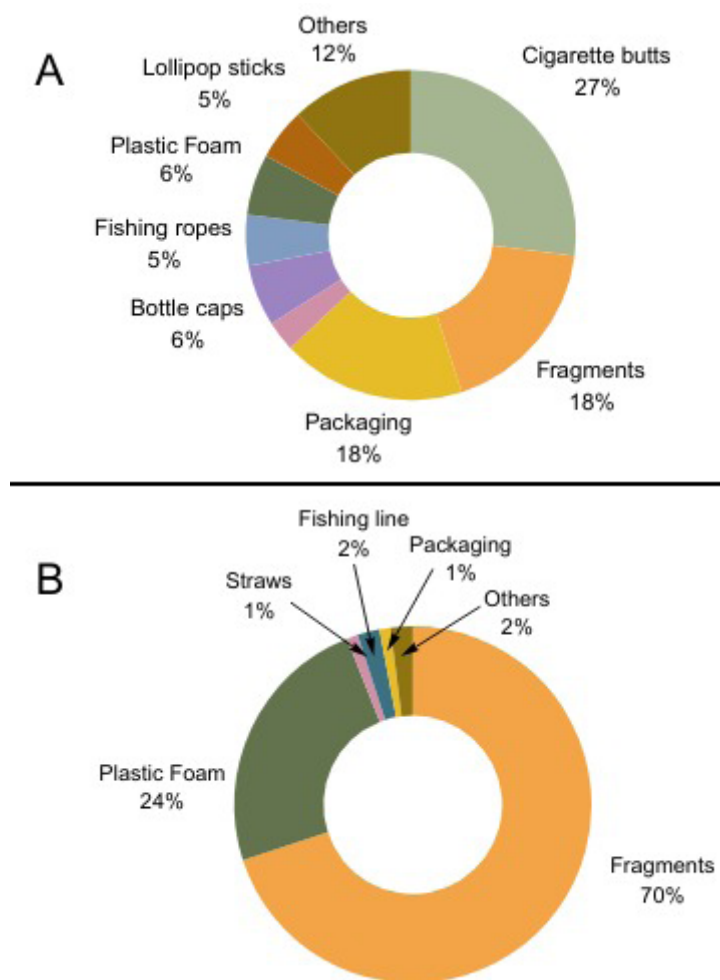 A
Others
12%
Cigarette butts
27%
Lollipop sticks
5%
Plastic Foam
6%
Fishing ropes
5%
Bottle caps
6%
Fragments
18%
Packaging
18%
B
Fishing line
2%
Packaging
1%
Straws
1%
Others
2%
Plastic Foam
24%
Fragments
70%